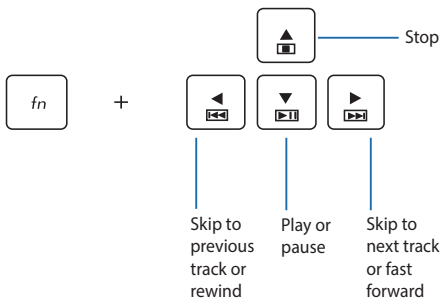 Stop
fn
+
Skip to
previous
track or
rewind
Play or
pause
Skip to
next track
or fast
forward